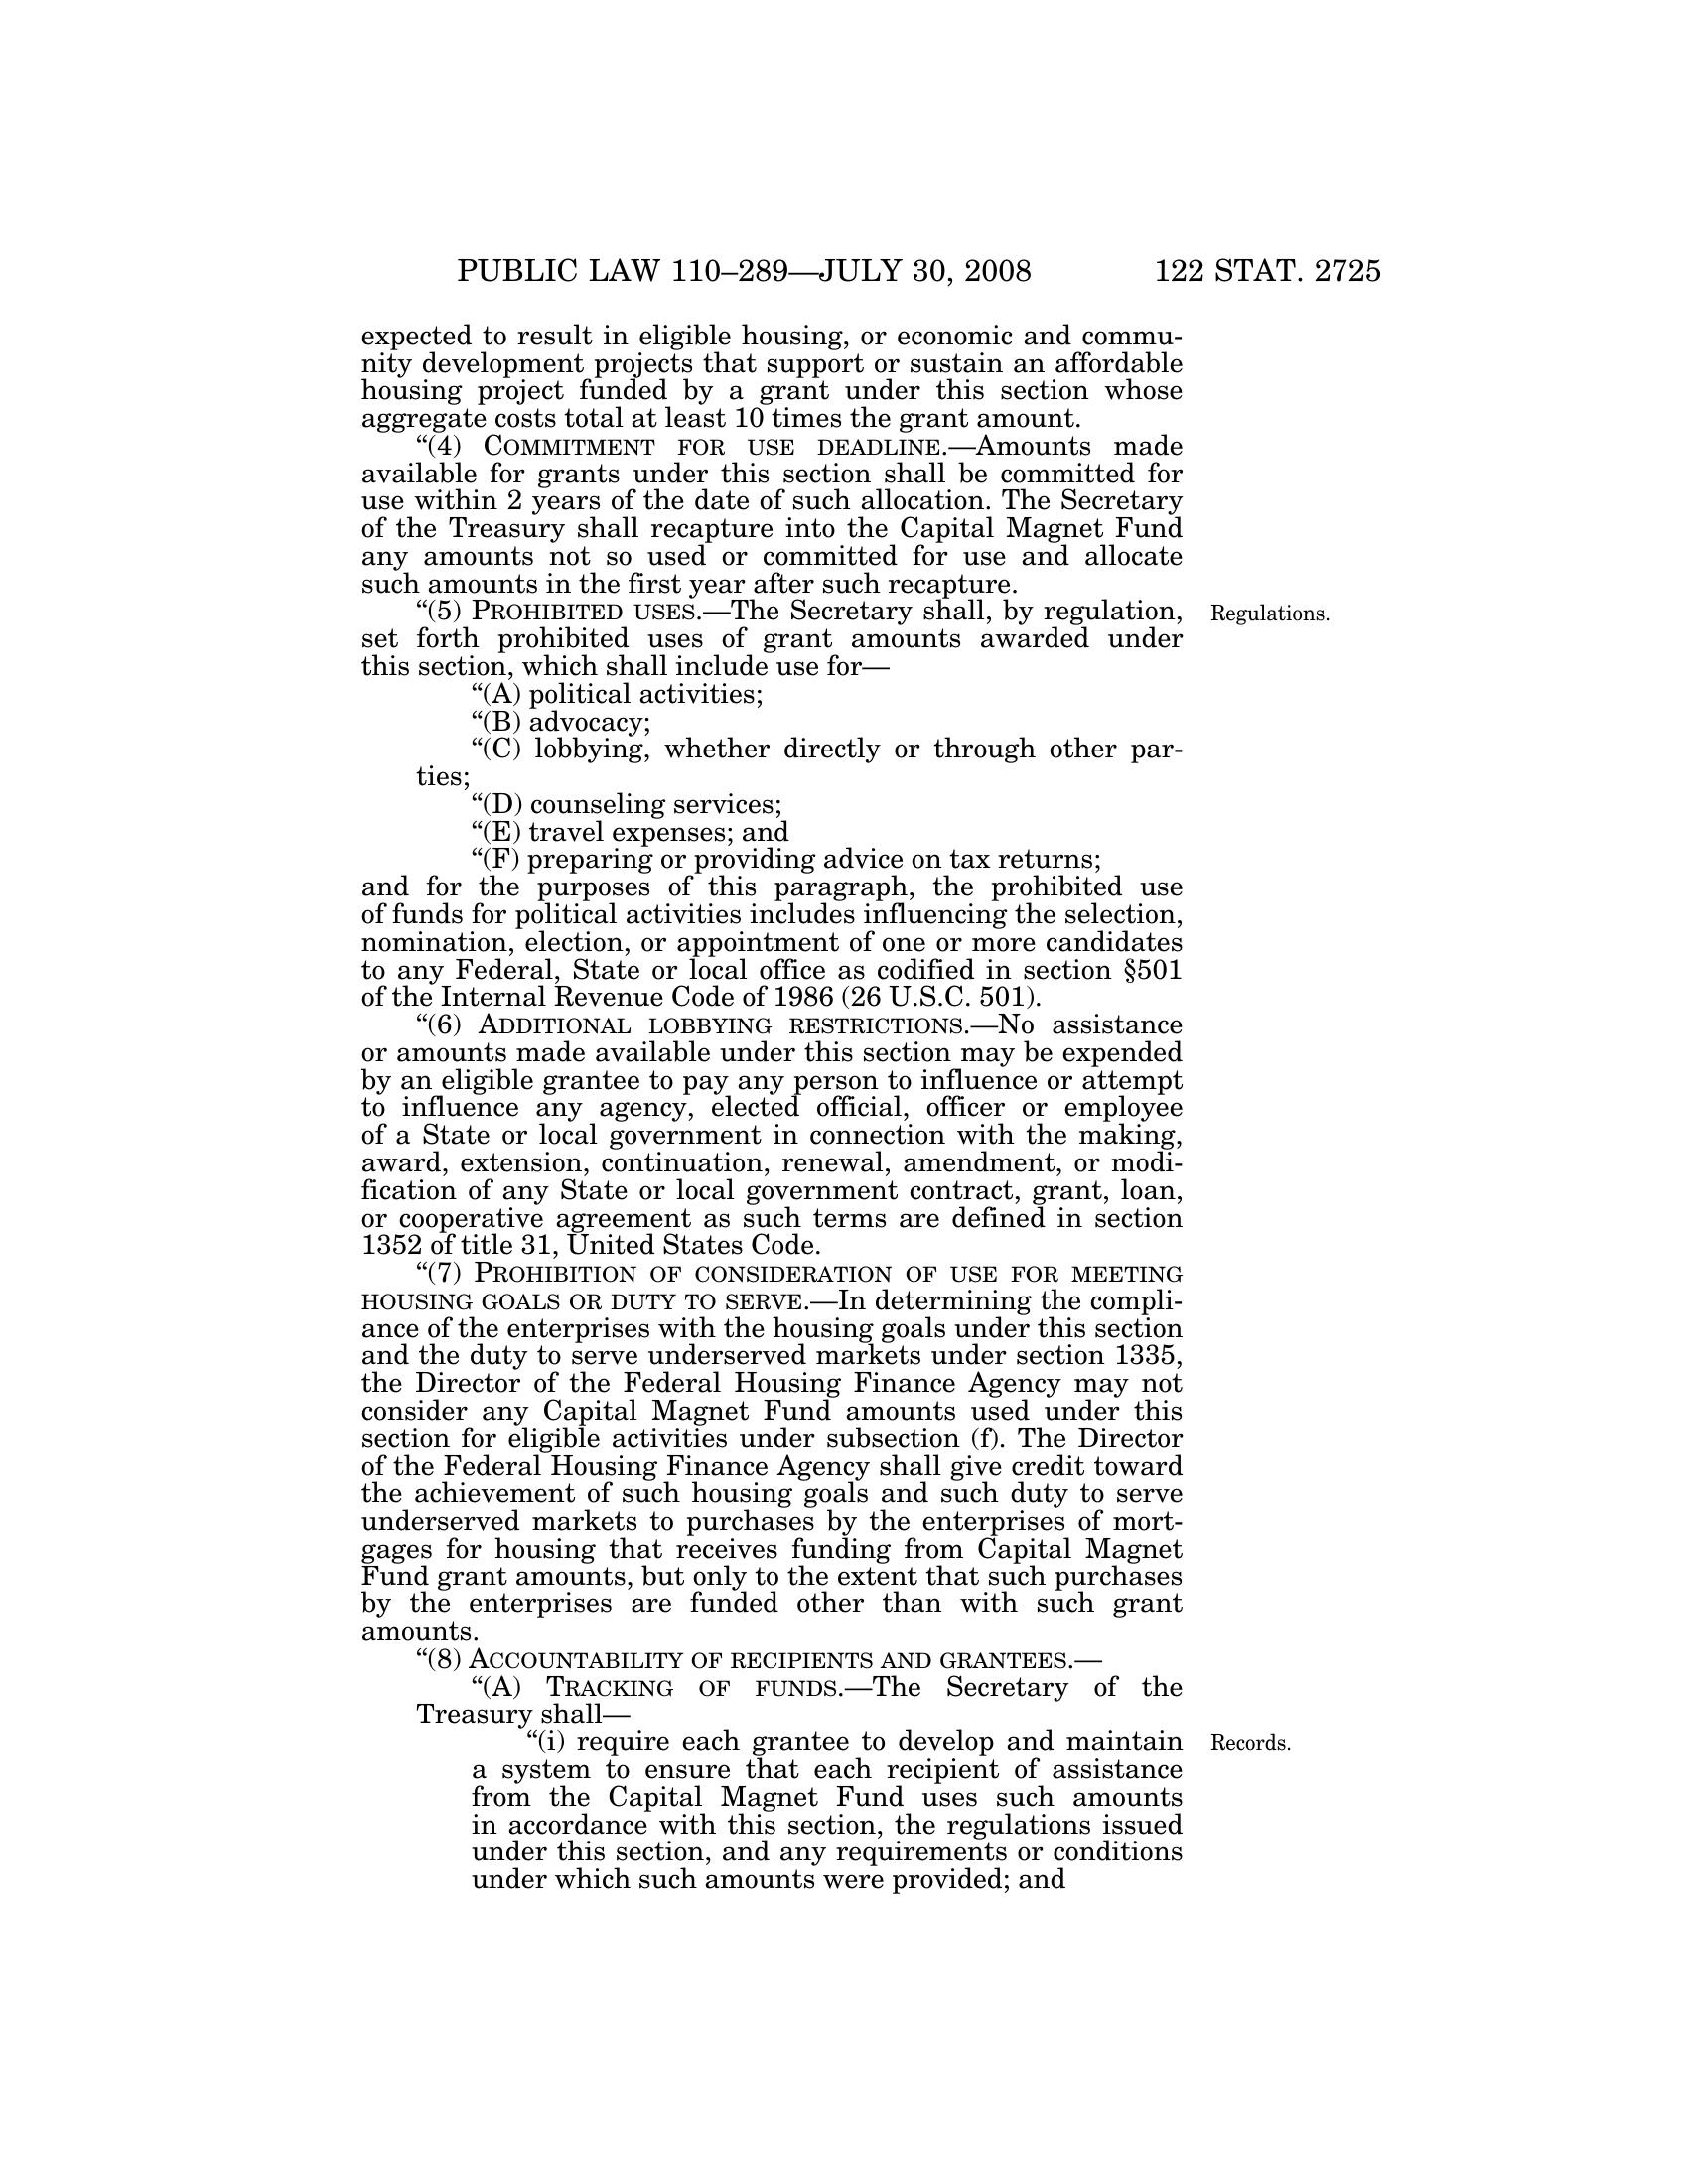 PUBLIC LAW 110–289—JULY 30, 2008 122 STAT. 2725
expected to result in eligible housing, or economic and commu-
nity development projects that support or sustain an affordable
housing project funded by a grant under this section whose
aggregate costs total at least 10 times the grant amount.
“(4) COMMITMENT FOR USE DEADLINE.—Amounts made
available for grants under this section shall be committed for
use within 2 years of the date of such allocation. The Secretary
of the Treasury shall recapture into the Capital Magnet Fund
any amounts not so used or committed for use and allocate
such amounts in the first year after such recapture.
“(5) PROHIBITED USES.—The Secretary shall, by regulation, Regulations.
set forth prohibited uses of grant amounts awarded under
this section, which shall include use for—
“(A) political activities;
“(B) advocacy;
“(C) lobbying, whether directly or through other par-
ties;
“(D) counseling services;
“(E) travel expenses; and
“(F) preparing or providing advice on tax returns;
and for the purposes of this paragraph, the prohibited use
of funds for political activities includes influencing the selection,
nomination, election, or appointment of one or more candidates
to any Federal, State or local office as codified in section §501
of the Internal Revenue Code of 1986 (26 U.S.C. 501).
“(6) ADDITIONAL LOBBYING RESTRICTIONS.—No assistance
or amounts made available under this section may be expended
by an eligible grantee to pay any person to influence or attempt
to influence any agency, elected official, officer or employee
of a State or local government in connection with the making,
award, extension, continuation, renewal, amendment, or modi-
fication of any State or local government contract, grant, loan,
or cooperative agreement as such terms are defined in section
1352 of title 31, United States Code.
“(7) PROHIBITION OF CONSIDERATION OF USE FOR MEETING
HOUSING GOALS OR DUTY TO SERVE.—In determining the compli-
ance of the enterprises with the housing goals under this section
and the duty to serve underserved markets under section 1335,
the Director of the Federal Housing Finance Agency may not
consider any Capital Magnet Fund amounts used under this
section for eligible activities under subsection (f). The Director
of the Federal Housing Finance Agency shall give credit toward
the achievement of such housing goals and such duty to serve
underserved markets to purchases by the enterprises of mort-
gages for housing that receives funding from Capital Magnet
Fund grant amounts, but only to the extent that such purchases
by the enterprises are funded other than with such grant
amounts.
“(8) ACCOUNTABILITY OF RECIPIENTS AND GRANTEES.—
“(A) TRACKING OF FUNDS.—The Secretary of the
Treasury shall—
“(i) require each grantee to develop and maintain Records.
a system to ensure that each recipient of assistance
from the Capital Magnet Fund uses such amounts
in accordance with this section, the regulations issued
under this section, and any requirements or conditions
under which such amounts were provided; and